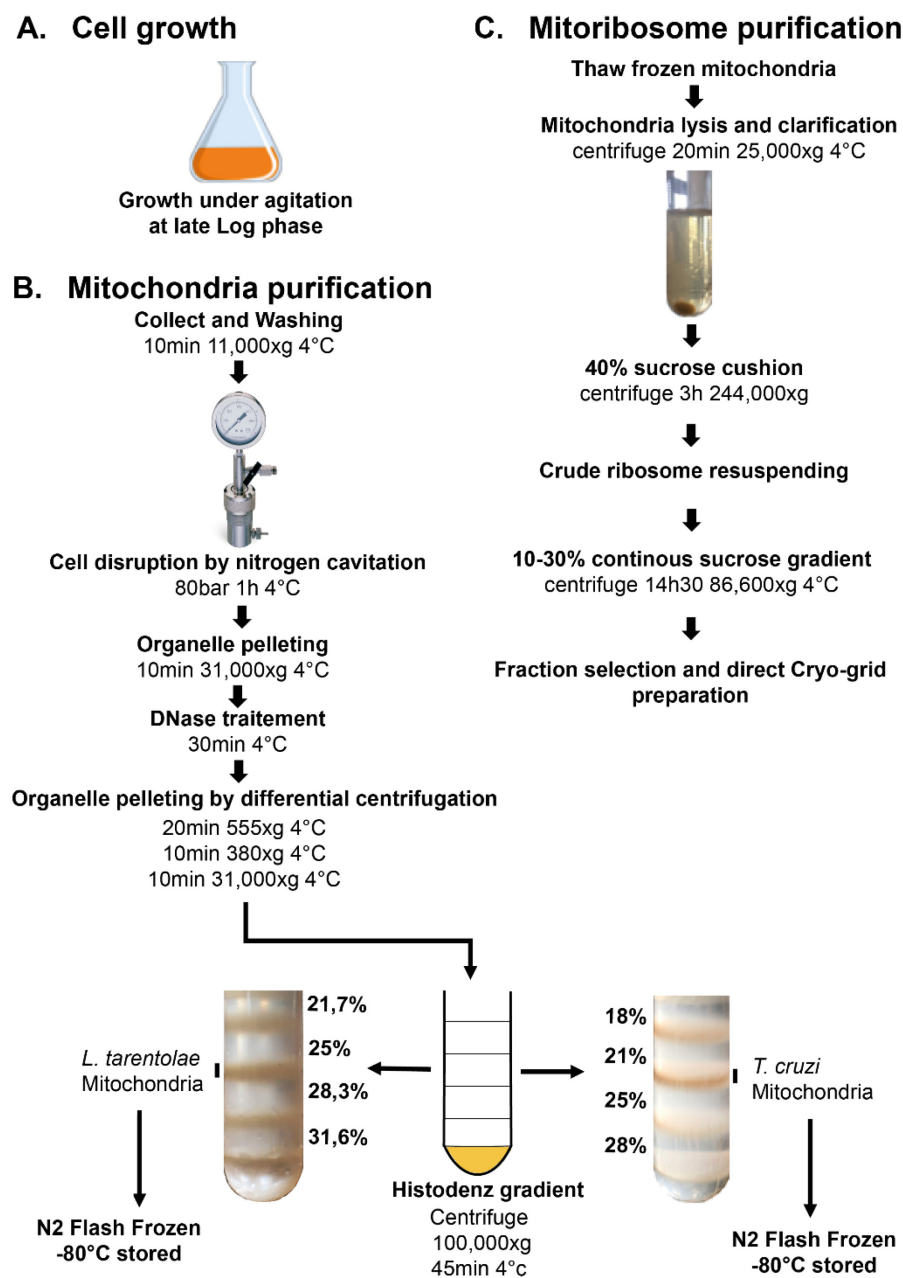 A. Cell growth
Growth under agitation
at late Log phase
B. Mitochondria purification
Collect and Washing
10min 11,000xg 4°C
Cell disruption by nitrogen cavitation
80bar 1h 4°C
Organelle pelleting
10min 31,000xg 4°C
DNase traitement
30min 4°C
Organelle pelleting by differential centrifugation
20min 555xg 4°C
10min 380xg 4°C
10min 31,000xg 4°C
21,7%
25%
28,3%
31,6%
L. tarentolae
Mitochondria
N2 Flash Frozen
-80°C stored
Histodenz gradient
Centrifuge
100,000xg
45min 4°c
18%
21%
25%
28%
T. cruzi
Mitochondria
N2 Flash Frozen
-80°C stored
C. Mitoribosome purification
Thaw frozen mitochondria
Mitochondria lysis and clarification
centrifuge 20min 25,000xg 4°C
40% sucrose cushion
centrifuge 3h 244,000xg
Crude ribosome resuspending
10-30% continous sucrose gradient
centrifuge 14h30 86,600xg 4°C
Fraction selection and direct Cryo-grid
preparation